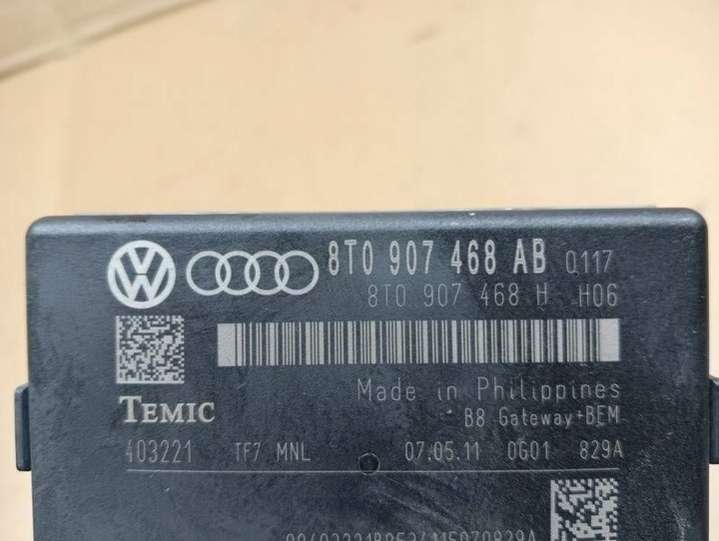 8T0 907 468 AB 0117
8T0 907 468 H H06
Made in Philippines
TEMIC
B8 Gateway+BEM
403221 TF7 MNL 07.05.11 0G01 829A